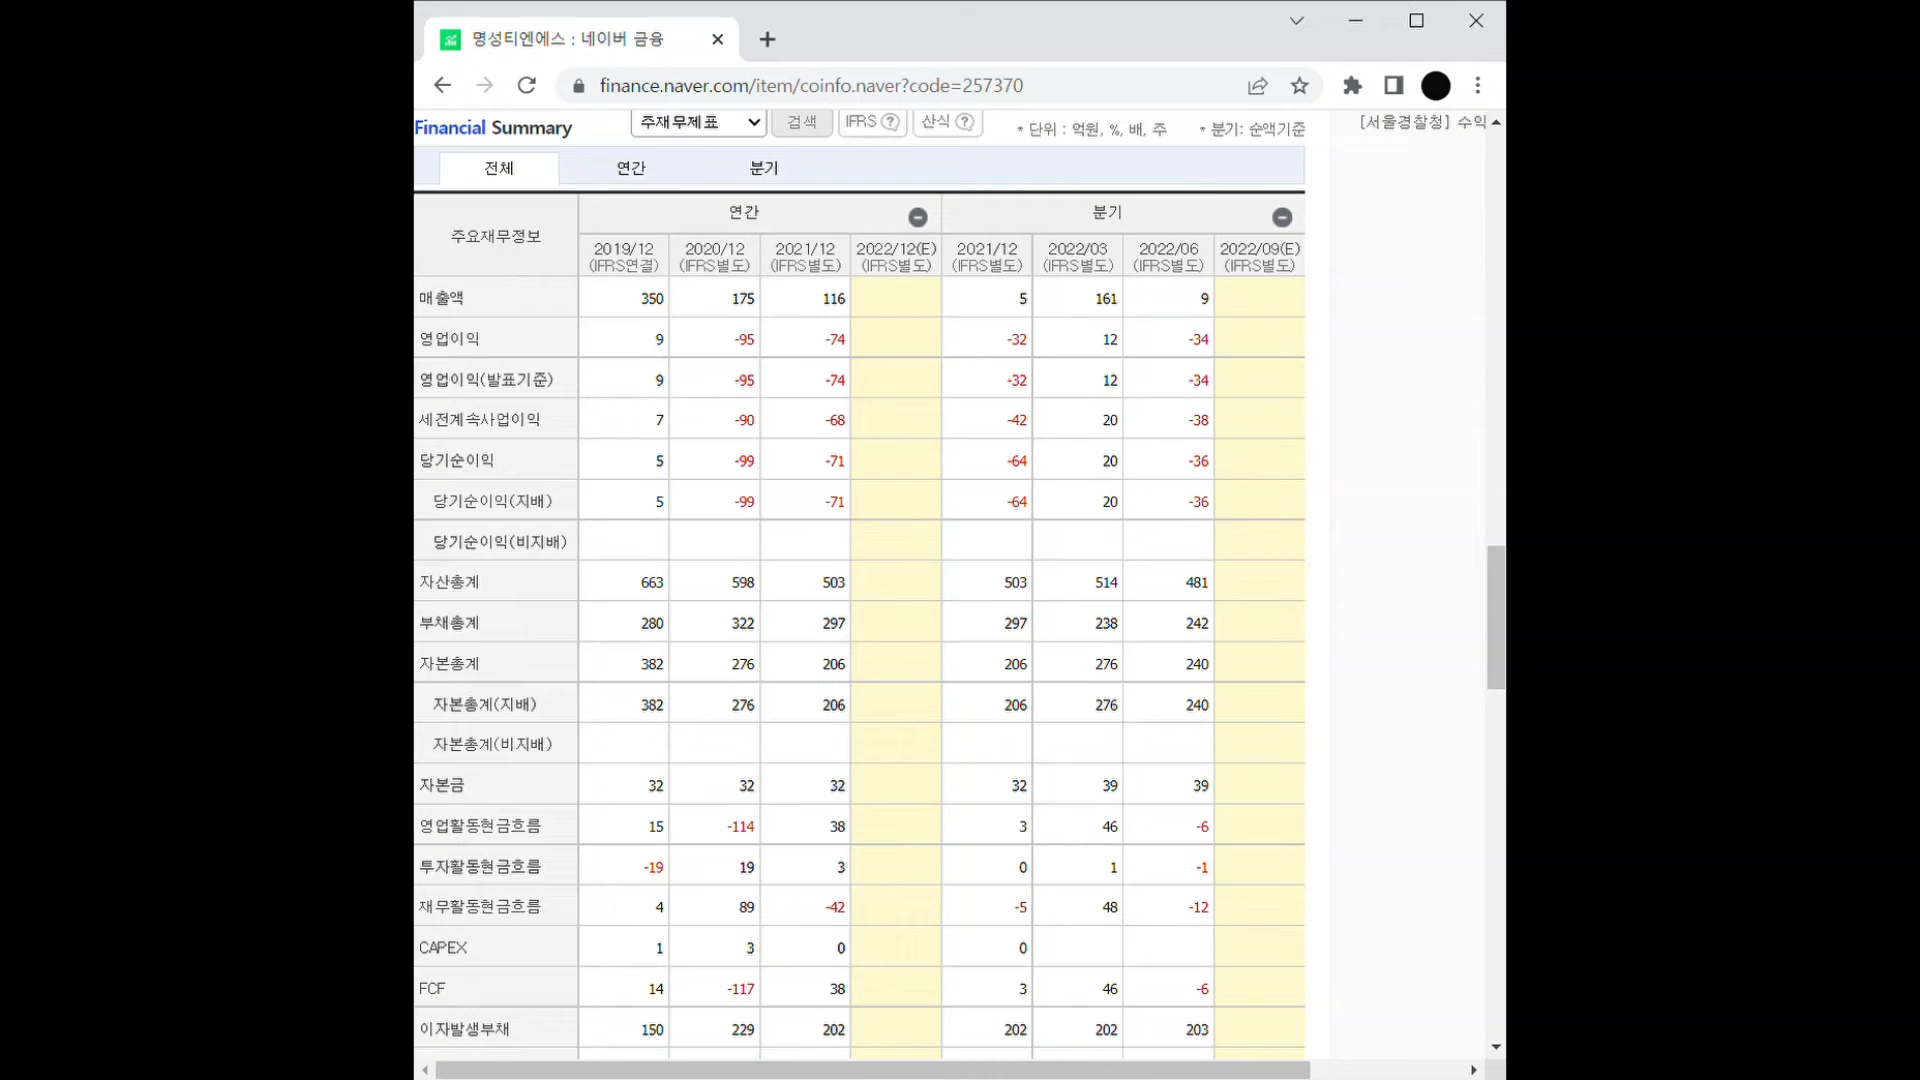 명성티엔에스 : 네이버 금융
finance.naver.com/item/coinfo.naver?code=257370
Financial Summary 주재무제표 검색 IFRS ? 산식 ? * 단위 : 억원, %, 배, 주 * 분기: 순액기준 [서울경찰청] 수익
전체 연간 분기
주요재무정보 연간 분기
2019/12 2020/12 2021/12 2022/12(E) 2021/12 2022/03 2022/06 2022/09(E)
(IFRS연결) (IFRS별도) (IFRS별도) (IFRS별도) (IFRS별도) (IFRS별도) (IFRS별도) (IFRS별도)
매출액 350 175 116 5 161 9
영업이익 9 -95 -74 -32 12 -34
영업이익(발표기준) 9 -95 -74 -32 12 -34
세전계속사업이익 7 -90 -68 -42 20 -38
당기순이익 5 -99 -71 -64 20 -36
당기순이익(지배) 5 -99 -71 -64 20 -36
당기순이익(비지배)
자산총계 663 598 503 503 514 481
부채총계 280 322 297 297 238 242
자본총계 382 276 206 206 276 240
자본총계(지배) 382 276 206 206 276 240
자본총계(비지배)
자본금 32 32 32 32 39 39
영업활동현금흐름 15 -114 38 3 46 -6
투자활동현금흐름 -19 19 3 0 1 -1
재무활동현금흐름 4 89 -42 -5 48 -12
CAPEX 1 3 0 0
FCF 14 -117 38 3 46 -6
이자발생부채 150 229 202 202 202 203